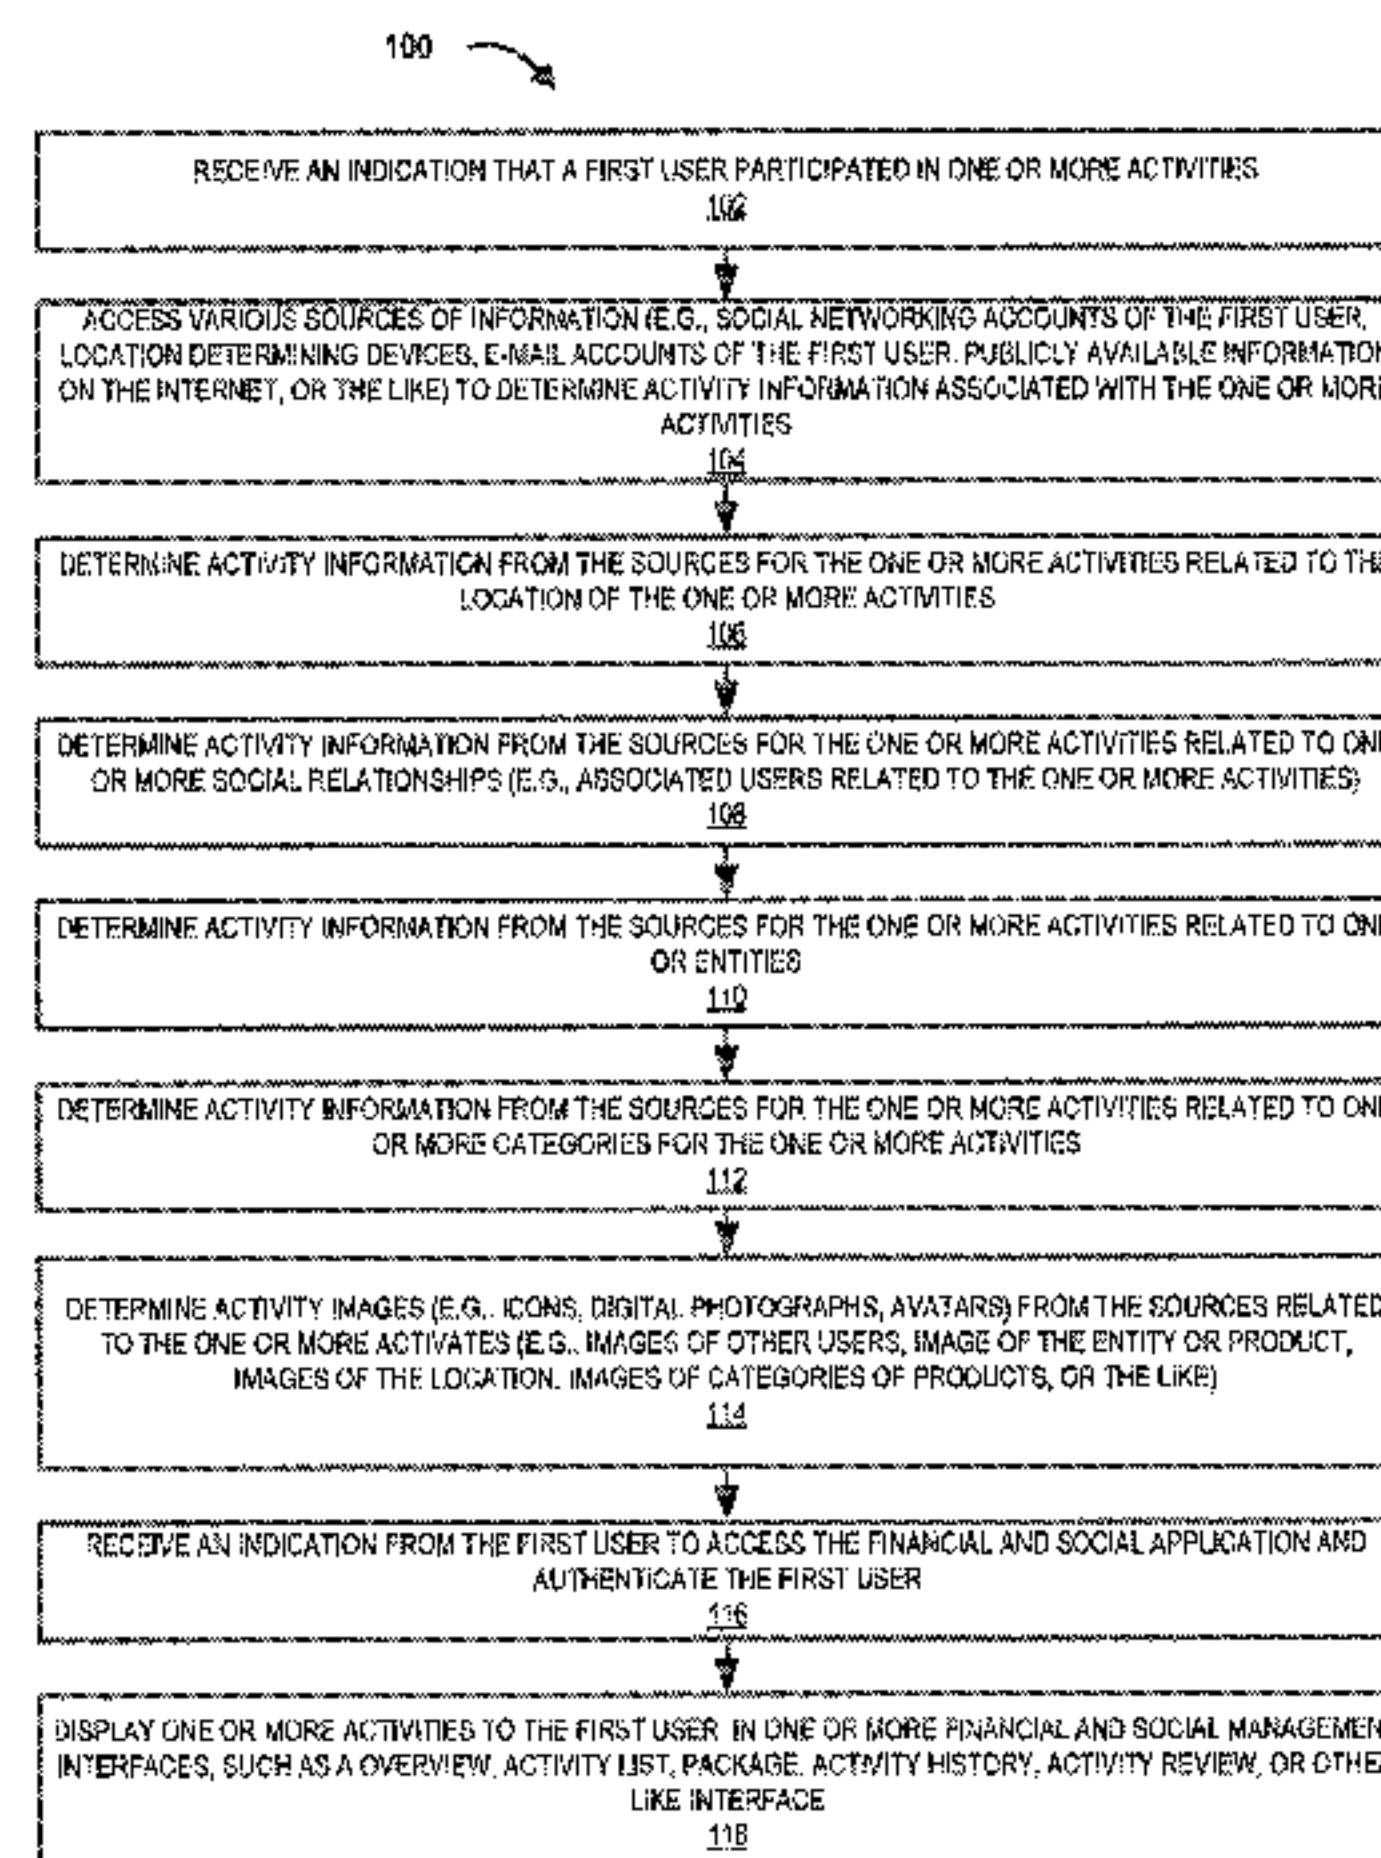 100
RECEIVE AN INDICATION THAT A FIRST USER PARTICIPATED IN ONE OR MORE ACTIVITIES
102
ACCESS VARIOUS SOURCES OF INFORMATION (E.G., SOCIAL NETWORKING ACCOUNTS OF THE FIRST USER,
LOCATION DETERMINING DEVICES, E-MAIL ACCOUNTS OF THE FIRST USER, PUBLICLY AVAILABLE INFORMATION
ON THE INTERNET, OR THE LIKE) TO DETERMINE ACTIVITY INFORMATION ASSOCIATED WITH THE ONE OR MORE
ACTIVITIES
104
DETERMINE ACTIVITY INFORMATION FROM THE SOURCES FOR THE ONE OR MORE ACTIVITIES RELATED TO THE
LOCATION OF THE ONE OR MORE ACTIVITIES
106
DETERMINE ACTIVITY INFORMATION FROM THE SOURCES FOR THE ONE OR MORE ACTIVITIES RELATED TO ONE
OR MORE SOCIAL RELATIONSHIPS (E.G., ASSOCIATED USERS RELATED TO THE ONE OR MORE ACTIVITIES)
108
DETERMINE ACTIVITY INFORMATION FROM THE SOURCES FOR THE ONE OR MORE ACTIVITIES RELATED TO ONE
OR ENTITIES
110
DETERMINE ACTIVITY INFORMATION FROM THE SOURCES FOR THE ONE OR MORE ACTIVITIES RELATED TO ONE
OR MORE CATEGORIES FOR THE ONE OR MORE ACTIVITIES
112
DETERMINE ACTIVITY IMAGES (E.G., ICONS, DIGITAL PHOTOGRAPHS, AVATARS) FROM THE SOURCES RELATED
TO THE ONE OR MORE ACTIVATES (E.G., IMAGES OF OTHER USERS, IMAGE OF THE ENTITY OR PRODUCT,
IMAGES OF THE LOCATION, IMAGES OF CATEGORIES OF PRODUCTS, OR THE LIKE)
114
RECEIVE AN INDICATION FROM THE FIRST USER TO ACCESS THE FINANCIAL AND SOCIAL APPLICATION AND
AUTHENTICATE THE FIRST USER
116
DISPLAY ONE OR MORE ACTIVITIES TO THE FIRST USER IN ONE OR MORE FINANCIAL AND SOCIAL MANAGEMEN
INTERFACES, SUCH AS A OVERVIEW, ACTIVITY LIST, PACKAGE, ACTIVITY HISTORY, ACTIVITY REVIEW, OR OTHER
LIKE INTERFACE
118